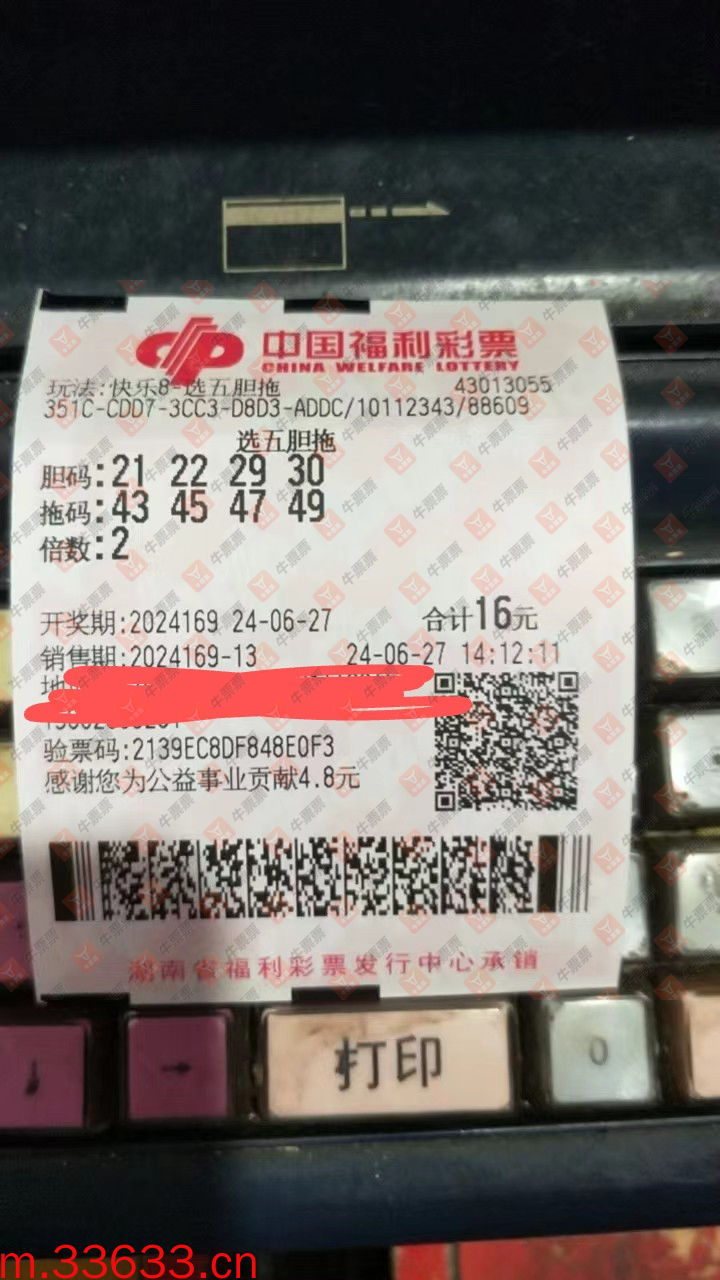 中国福利彩票
CHINA WELFARE LOTTERY
玩法:快乐8-选五胆拖 43013055
351C-CDD7-3CC3-D8D3-ADDC/10112343/88609
选五胆拖
胆码:21 22 29 30
拖码:43 45 47 49
倍数:2
开奖期:2024169 24-06-27 合计16元
销售期:2024169-13 24-06-27 14:12:11
验票码:2139EC8DF848E0F3
感谢您为公益事业贡献4.8元
湖南省福利彩票发行中心承销
打印
0
牛票票
m.33633.cn